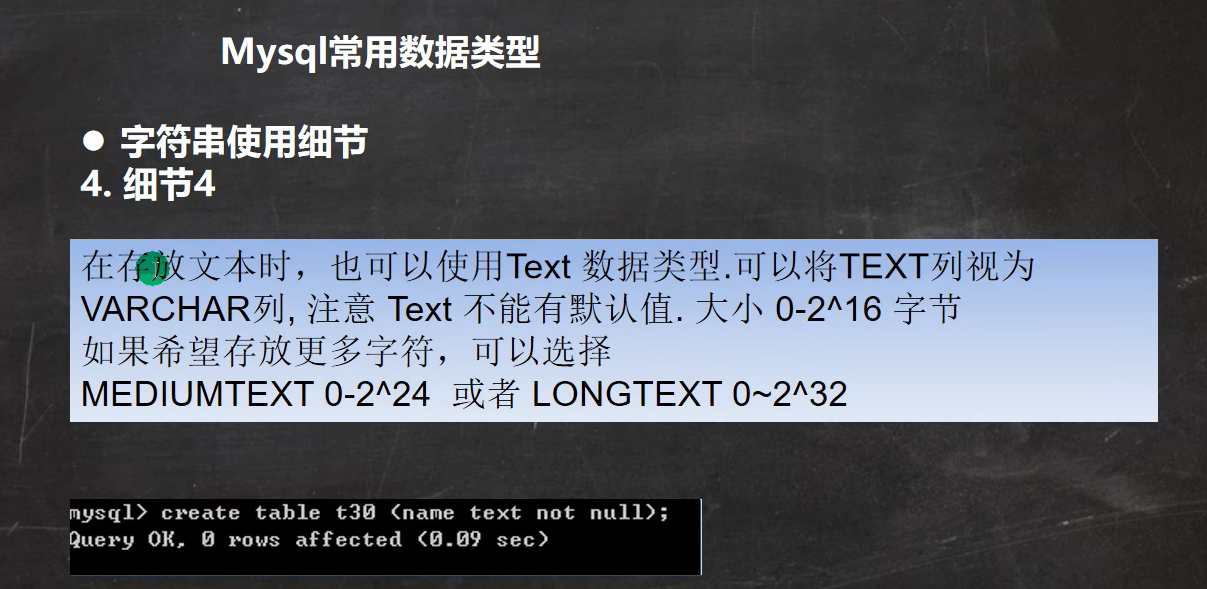 Mysql常用数据类型
● 字符串使用细节
4. 细节4
在存放文本时，也可以使用Text 数据类型.可以将TEXT列视为
VARCHAR列, 注意 Text 不能有默认值. 大小 0-2^16 字节
如果希望存放更多字符，可以选择
MEDIUMTEXT 0-2^24 或者 LONGTEXT 0~2^32
mysql> create table t30 (name text not null);
Query OK, 0 rows affected (0.09 sec)